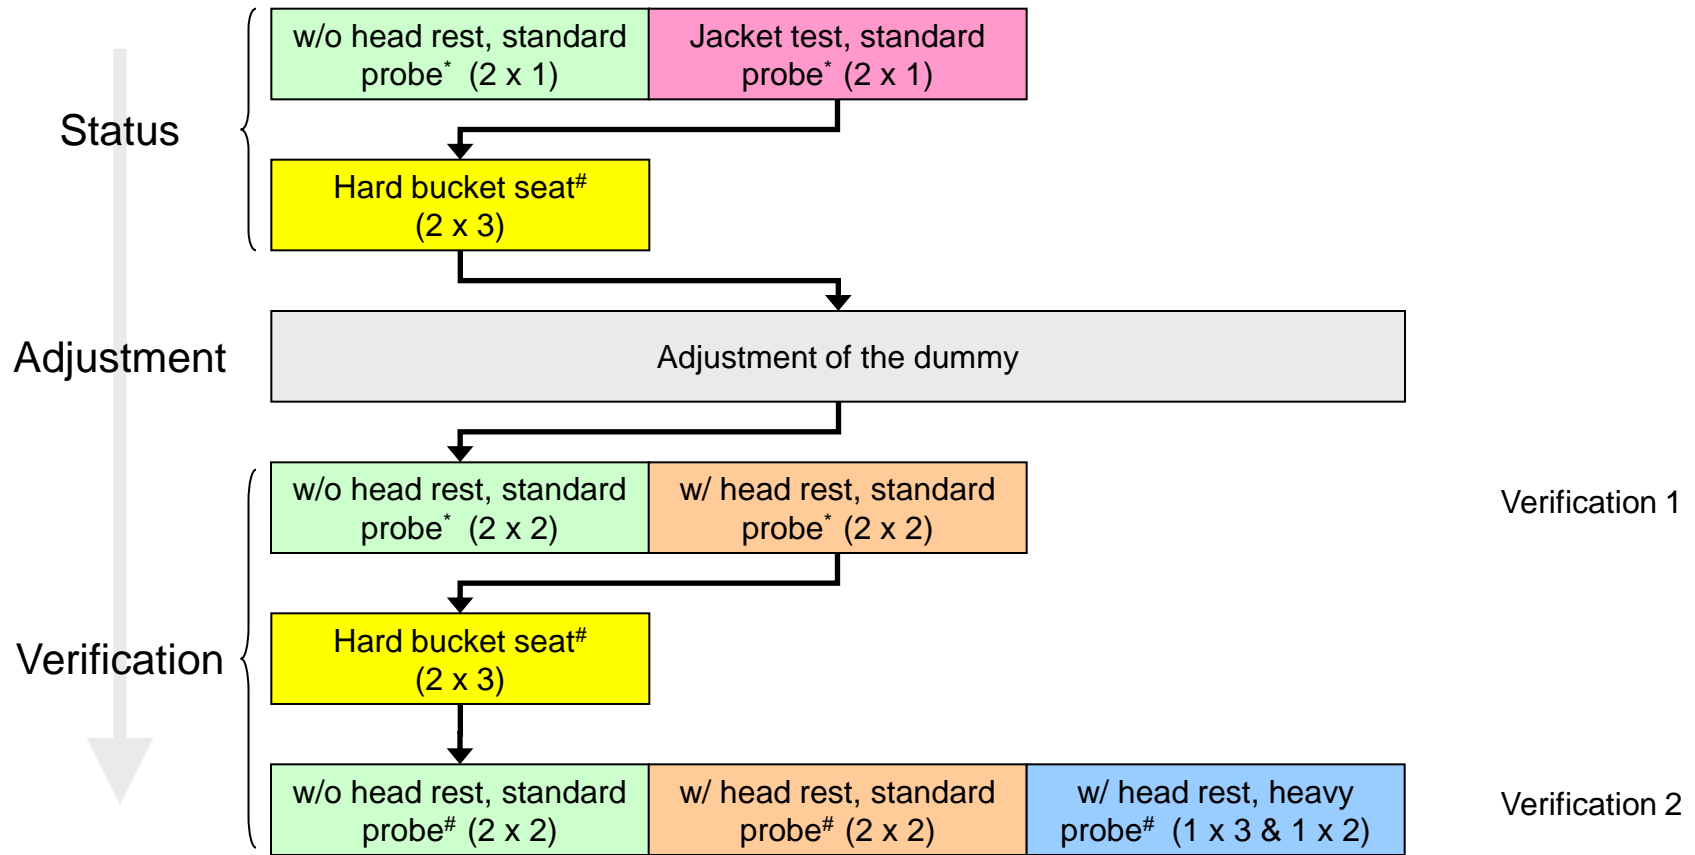 w/o head rest, standard
probe* (2 x 1)
Jacket test, standard
probe* (2 x 1)
Status
Hard bucket seat#
(2 x 3)
Adjustment
Adjustment of the dummy
w/o head rest, standard
probe* (2 x 2)
w/ head rest, standard
probe* (2 x 2)
Verification 1
Verification
Hard bucket seat#
(2 x 3)
w/o head rest, standard
probe# (2 x 2)
w/ head rest, standard
probe# (2 x 2)
w/ head rest, heavy
probe# (1 x 3 & 1 x 2)
Verification 2